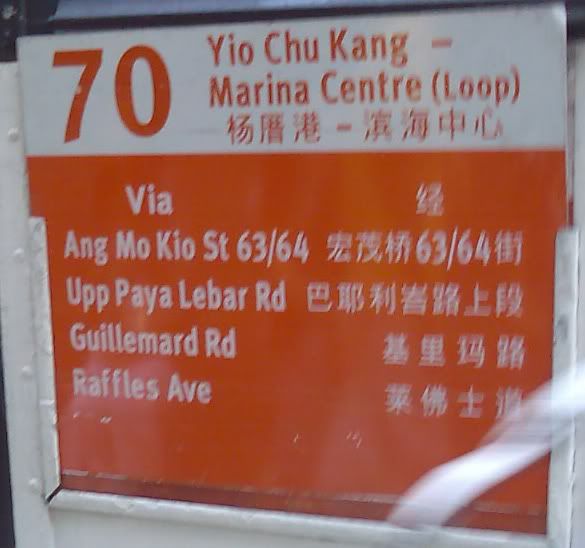 70
Yio Chu Kang –
Marina Centre (Loop)
杨厝港 – 滨海中心
Via 经
Ang Mo Kio St 63/64 宏茂桥63/64街
Upp Paya Lebar Rd 巴耶利峇路上段
Guillemard Rd 基里玛路
Raffles Ave 莱佛士道